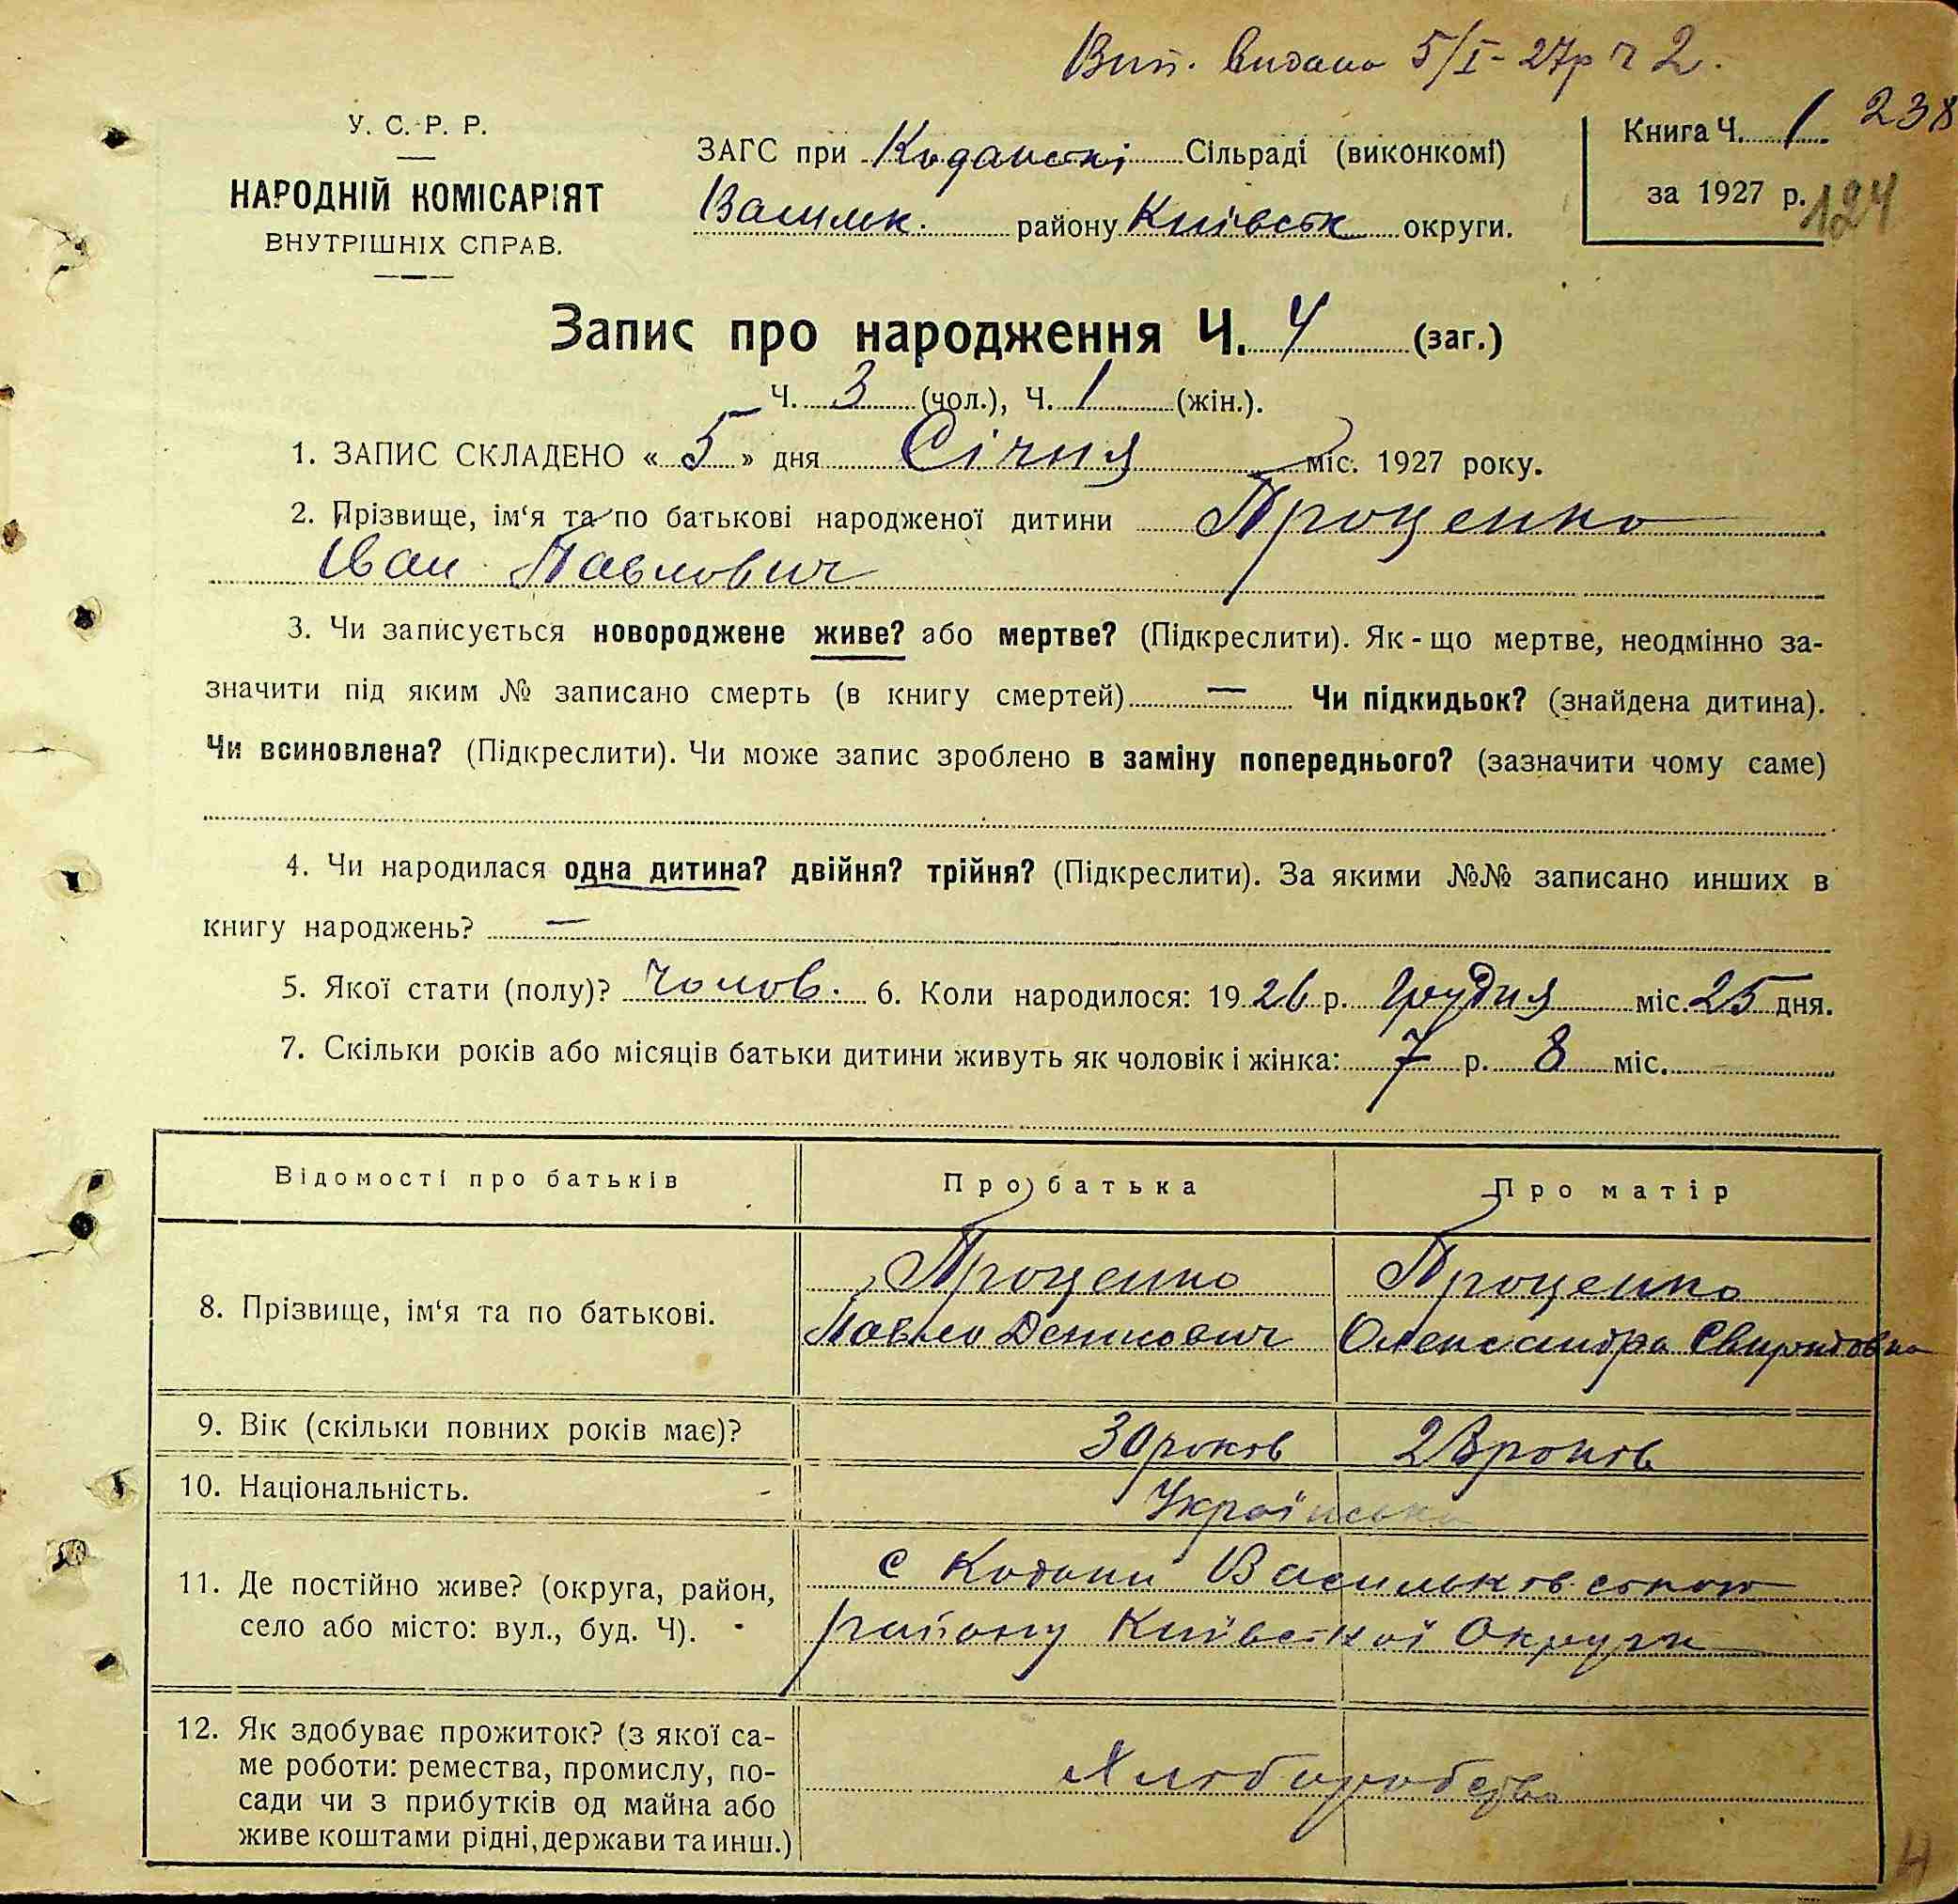 Вип. видано 5/I-27р ч 2.
238
У. С. Р. Р.
НАРОДНІЙ КОМІСАРІЯТ
ВНУТРІШНІХ СПРАВ.
ЗАГС при Коданські Сільраді (виконкомі)
Васильк. району Київськ округи.
Книга Ч. 1
за 1927 р.
124
Запис про народження Ч. 4 (заг.)
Ч. 3 (чол.), Ч. 1 (жін.).
1. ЗАПИС СКЛАДЕНО « 5 » дня Січня міс. 1927 року.
2. Прізвище, ім‘я та по батькові народженої дитини Проценко
Іван Павлович
3. Чи записується новороджене живе? або мертве? (Підкреслити). Як-що мертве, неодмінно за-
значити під яким № записано смерть (в книгу смертей) — Чи підкидьок? (знайдена дитина).
Чи всиновлена? (Підкреслити). Чи може запис зроблено в заміну попереднього? (зазначити чому саме)
4. Чи народилася одна дитина? двійня? трійня? (Підкреслити). За якими №№ записано инших в
книгу народжень? —
5. Якої стати (полу)? Чолов. 6. Коли народилося: 1926 р. Грудня міс. 25 дня.
7. Скільки років або місяців батьки дитини живуть як чоловік і жінка: 7 р. 8 міс.
Відомості про батьків
Про батька
Про матір
8. Прізвище, ім‘я та по батькові.
Проценко
Павло Денисович
Проценко
Олександра Свиридовна
9. Вік (скільки повних років має)?
30 років
28 років
10. Національність.
Українська
11. Де постійно живе? (округа, район,
село або місто: вул., буд. Ч).
с Кодаки Васильківського
району Київської Округи
12. Як здобуває прожиток? (з якої са-
ме роботи: ремества, промислу, по-
сади чи з прибутків од майна або
живе коштами рідні, держави та инш.)
Хліборобство
4